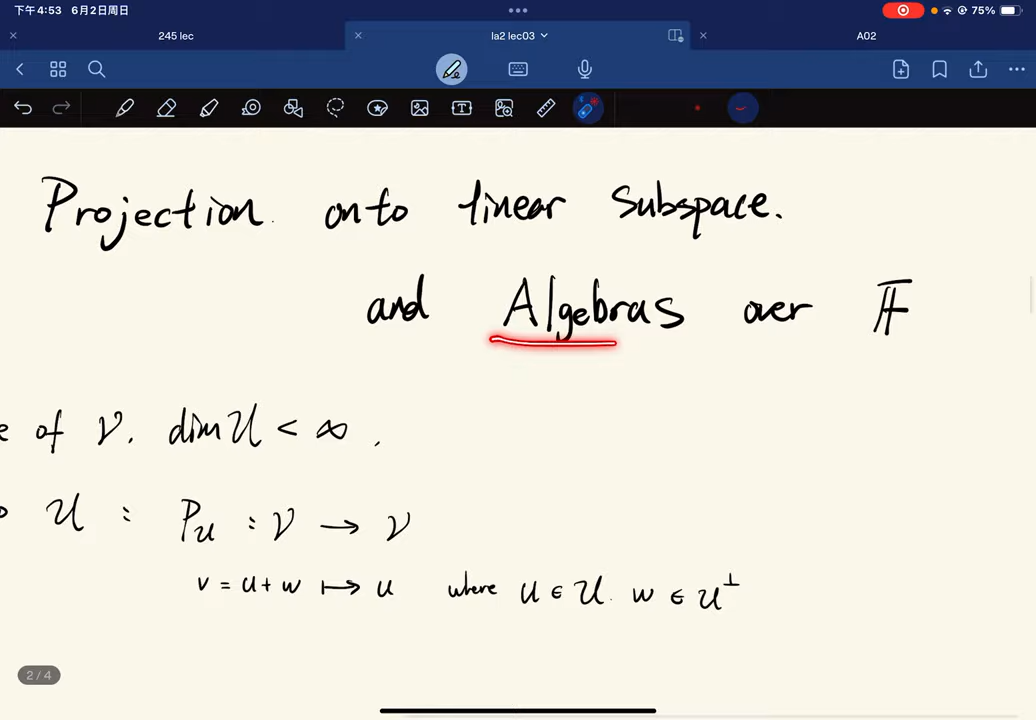 下午4:53 6月2日周日
75%
245 lec
la2 lec03
A02
Projection onto linear Subspace.
and Algebras over 𝔽
e of V. dim U < ∞ .
U : P_U : V → V
v = u + w ↦ u where u ∈ U. w ∈ U^⊥
2 / 4